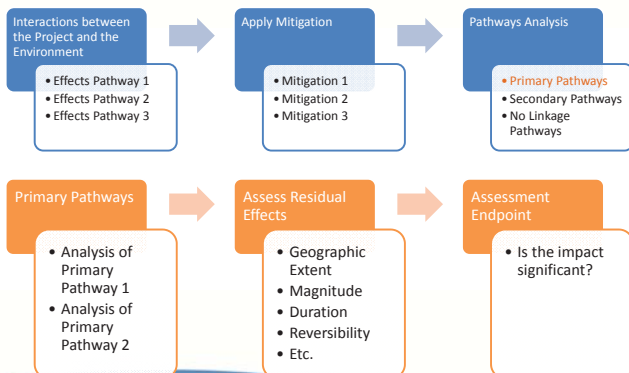 Interactions between
the Project and the
Environment
• Effects Pathway 1
• Effects Pathway 2
• Effects Pathway 3
Apply Mitigation
• Mitigation 1
• Mitigation 2
• Mitigation 3
Pathways Analysis
• Primary Pathways
• Secondary Pathways
• No Linkage
Pathways
Primary Pathways
• Analysis of
Primary
Pathway 1
• Analysis of
Primary
Pathway 2
Assess Residual
Effects
• Geographic
Extent
• Magnitude
• Duration
• Reversibility
• Etc.
Assessment
Endpoint
• Is the impact
significant?